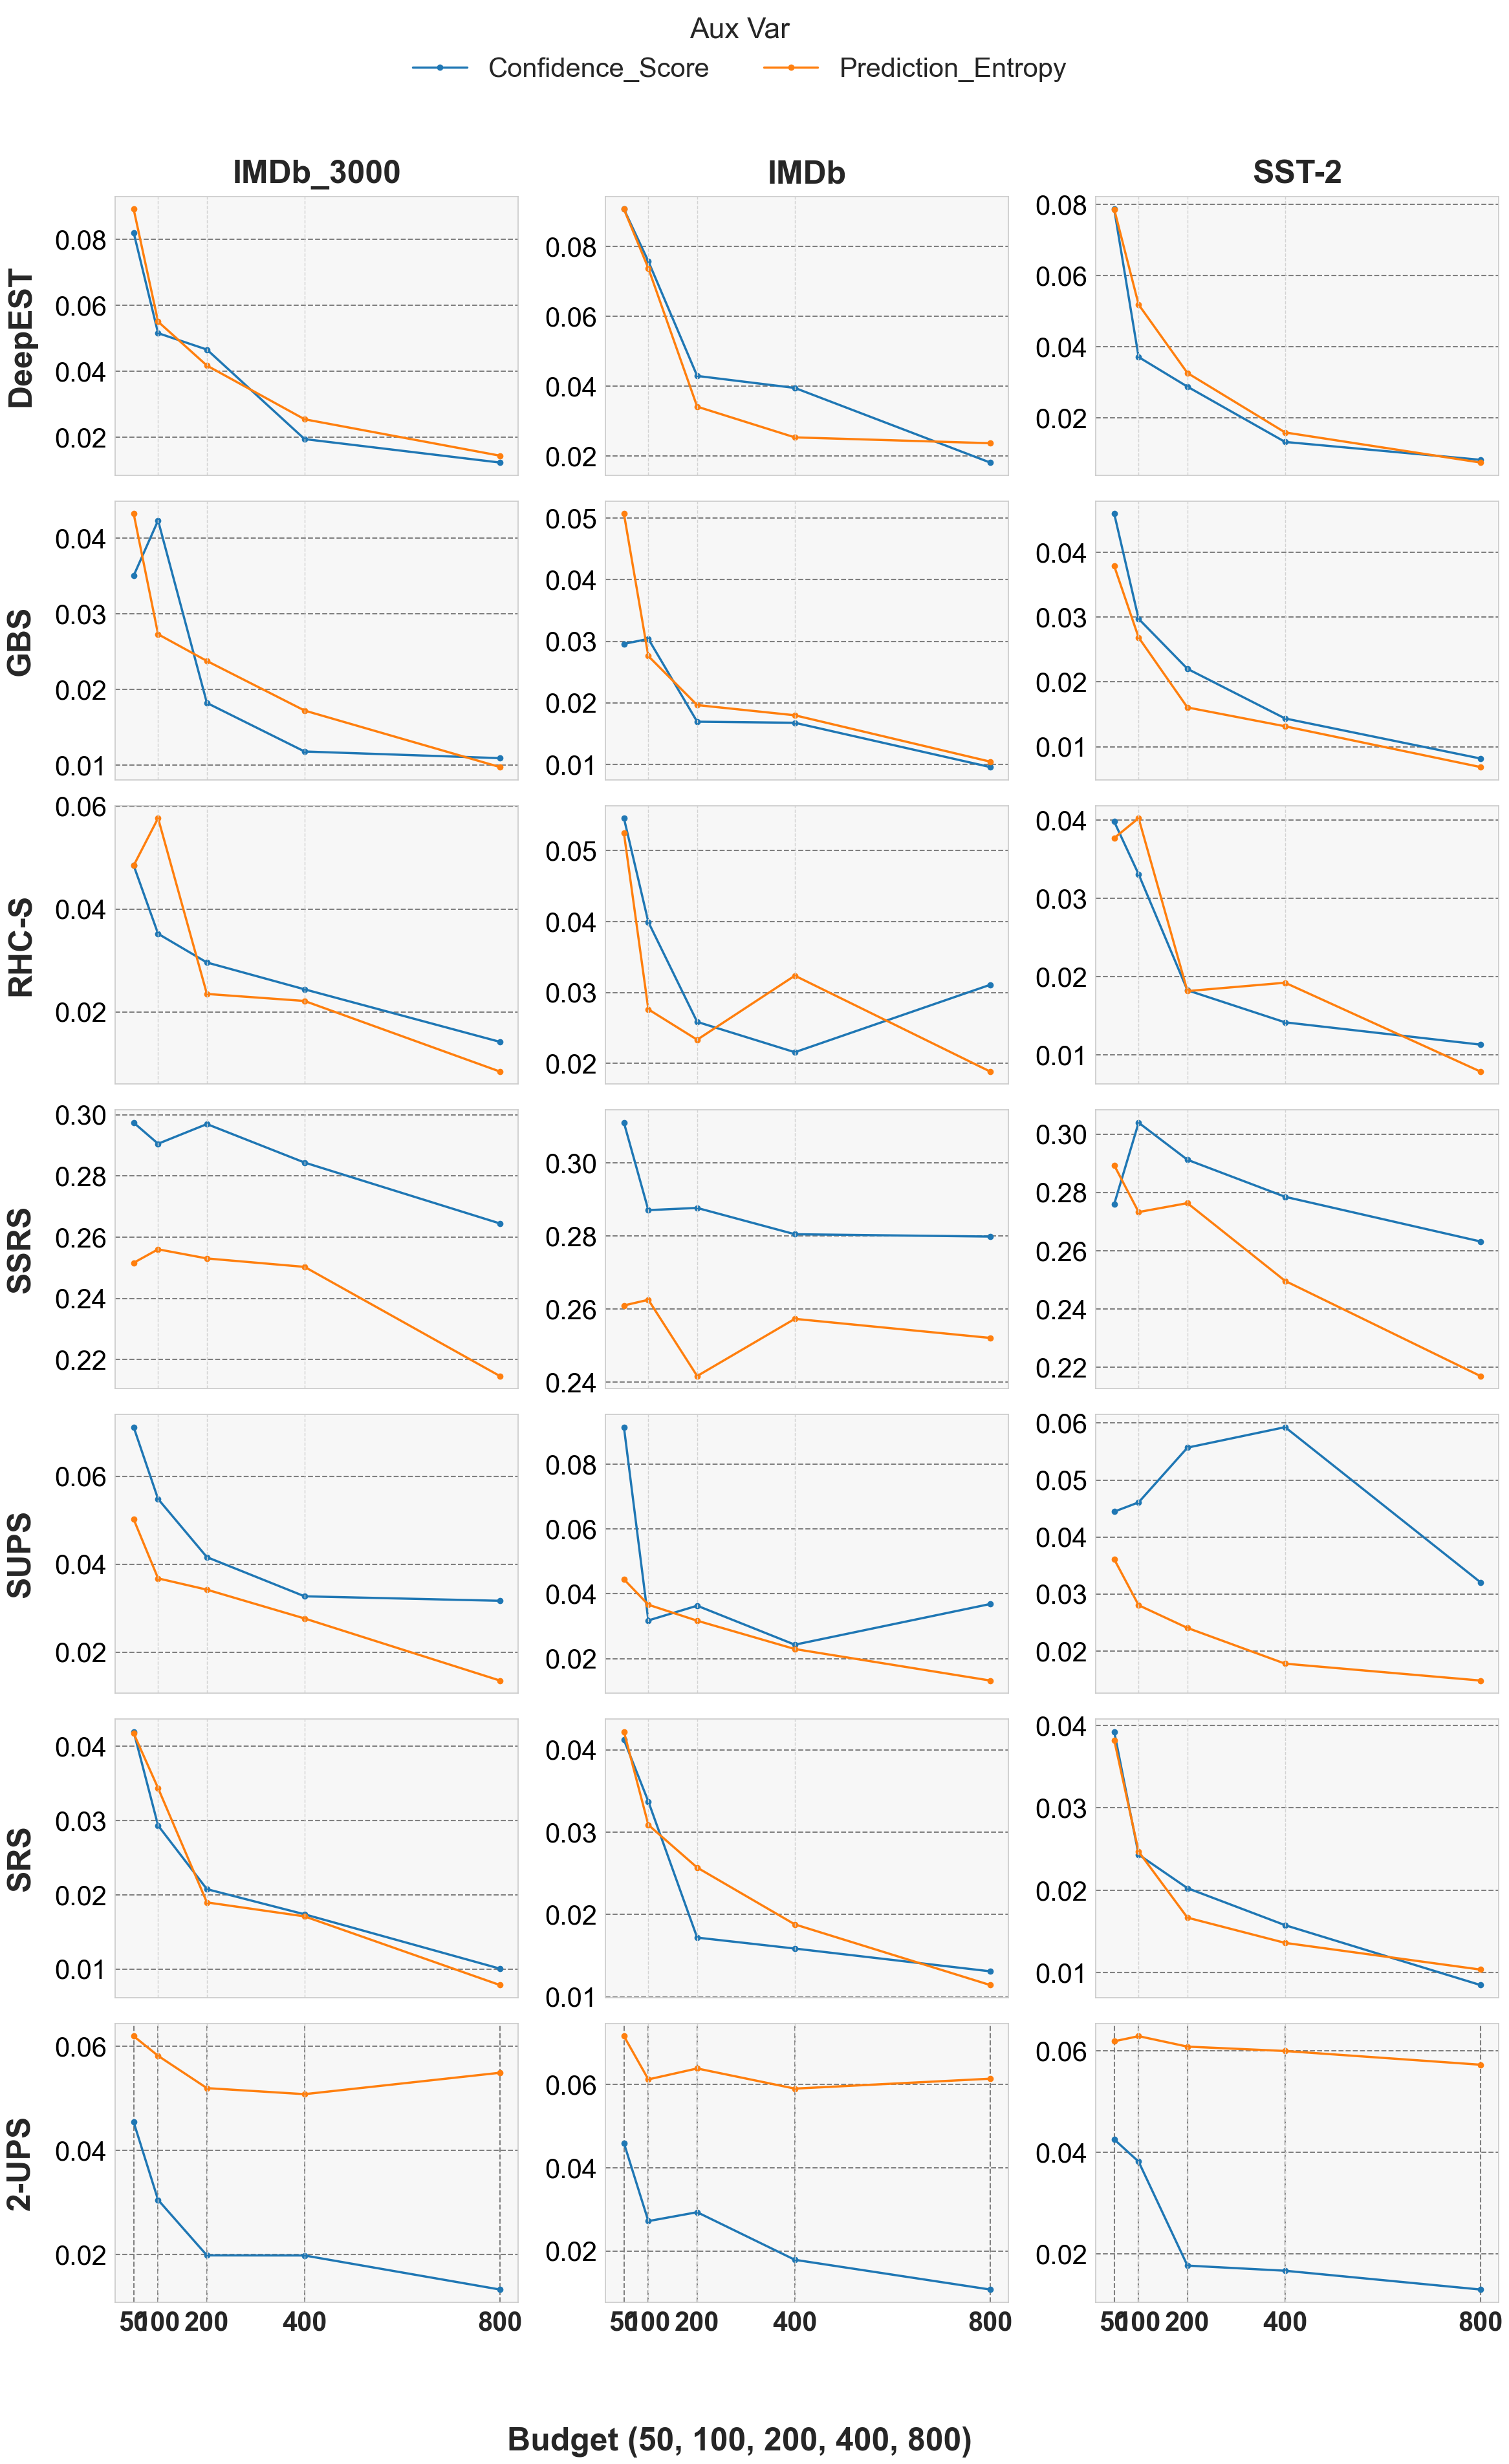 Aux Var
Confidence_Score Prediction_Entropy
IMDb_3000 IMDb SST-2
DeepEST
0.08 0.06 0.04 0.02
0.08 0.06 0.04 0.02
0.08 0.06 0.04 0.02
GBS
0.04 0.03 0.02 0.01
0.05 0.04 0.03 0.02 0.01
0.04 0.03 0.02 0.01
RHC-S
0.06 0.04 0.02
0.05 0.04 0.03 0.02
0.04 0.03 0.02 0.01
SSRS
0.30 0.28 0.26 0.24 0.22
0.30 0.28 0.26 0.24
0.30 0.28 0.26 0.24 0.22
SUPS
0.06 0.04 0.02
0.08 0.06 0.04 0.02
0.06 0.05 0.04 0.03 0.02
SRS
0.04 0.03 0.02 0.01
0.04 0.03 0.02 0.01
0.04 0.03 0.02 0.01
2-UPS
0.06 0.04 0.02
0.06 0.04 0.02
0.06 0.04 0.02
50 100 200 400 800
50 100 200 400 800
50 100 200 400 800
Budget (50, 100, 200, 400, 800)